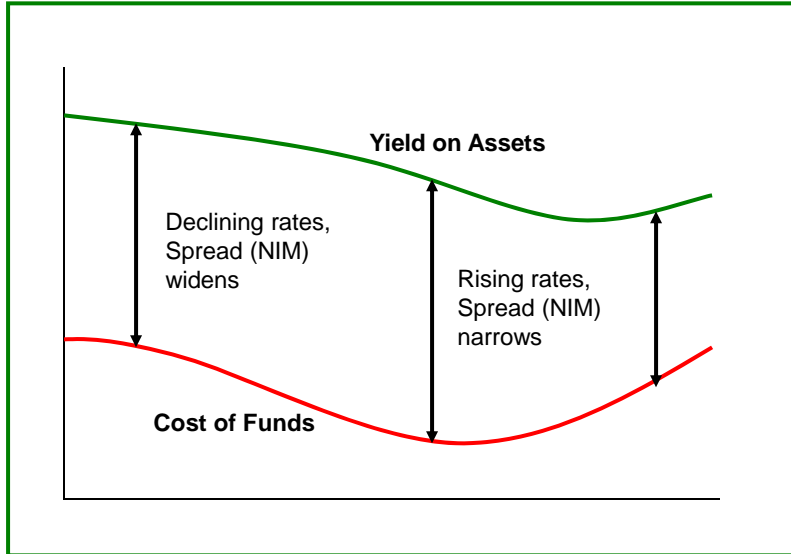 Yield on Assets
Declining rates,
Spread (NIM)
widens
Rising rates,
Spread (NIM)
narrows
Cost of Funds